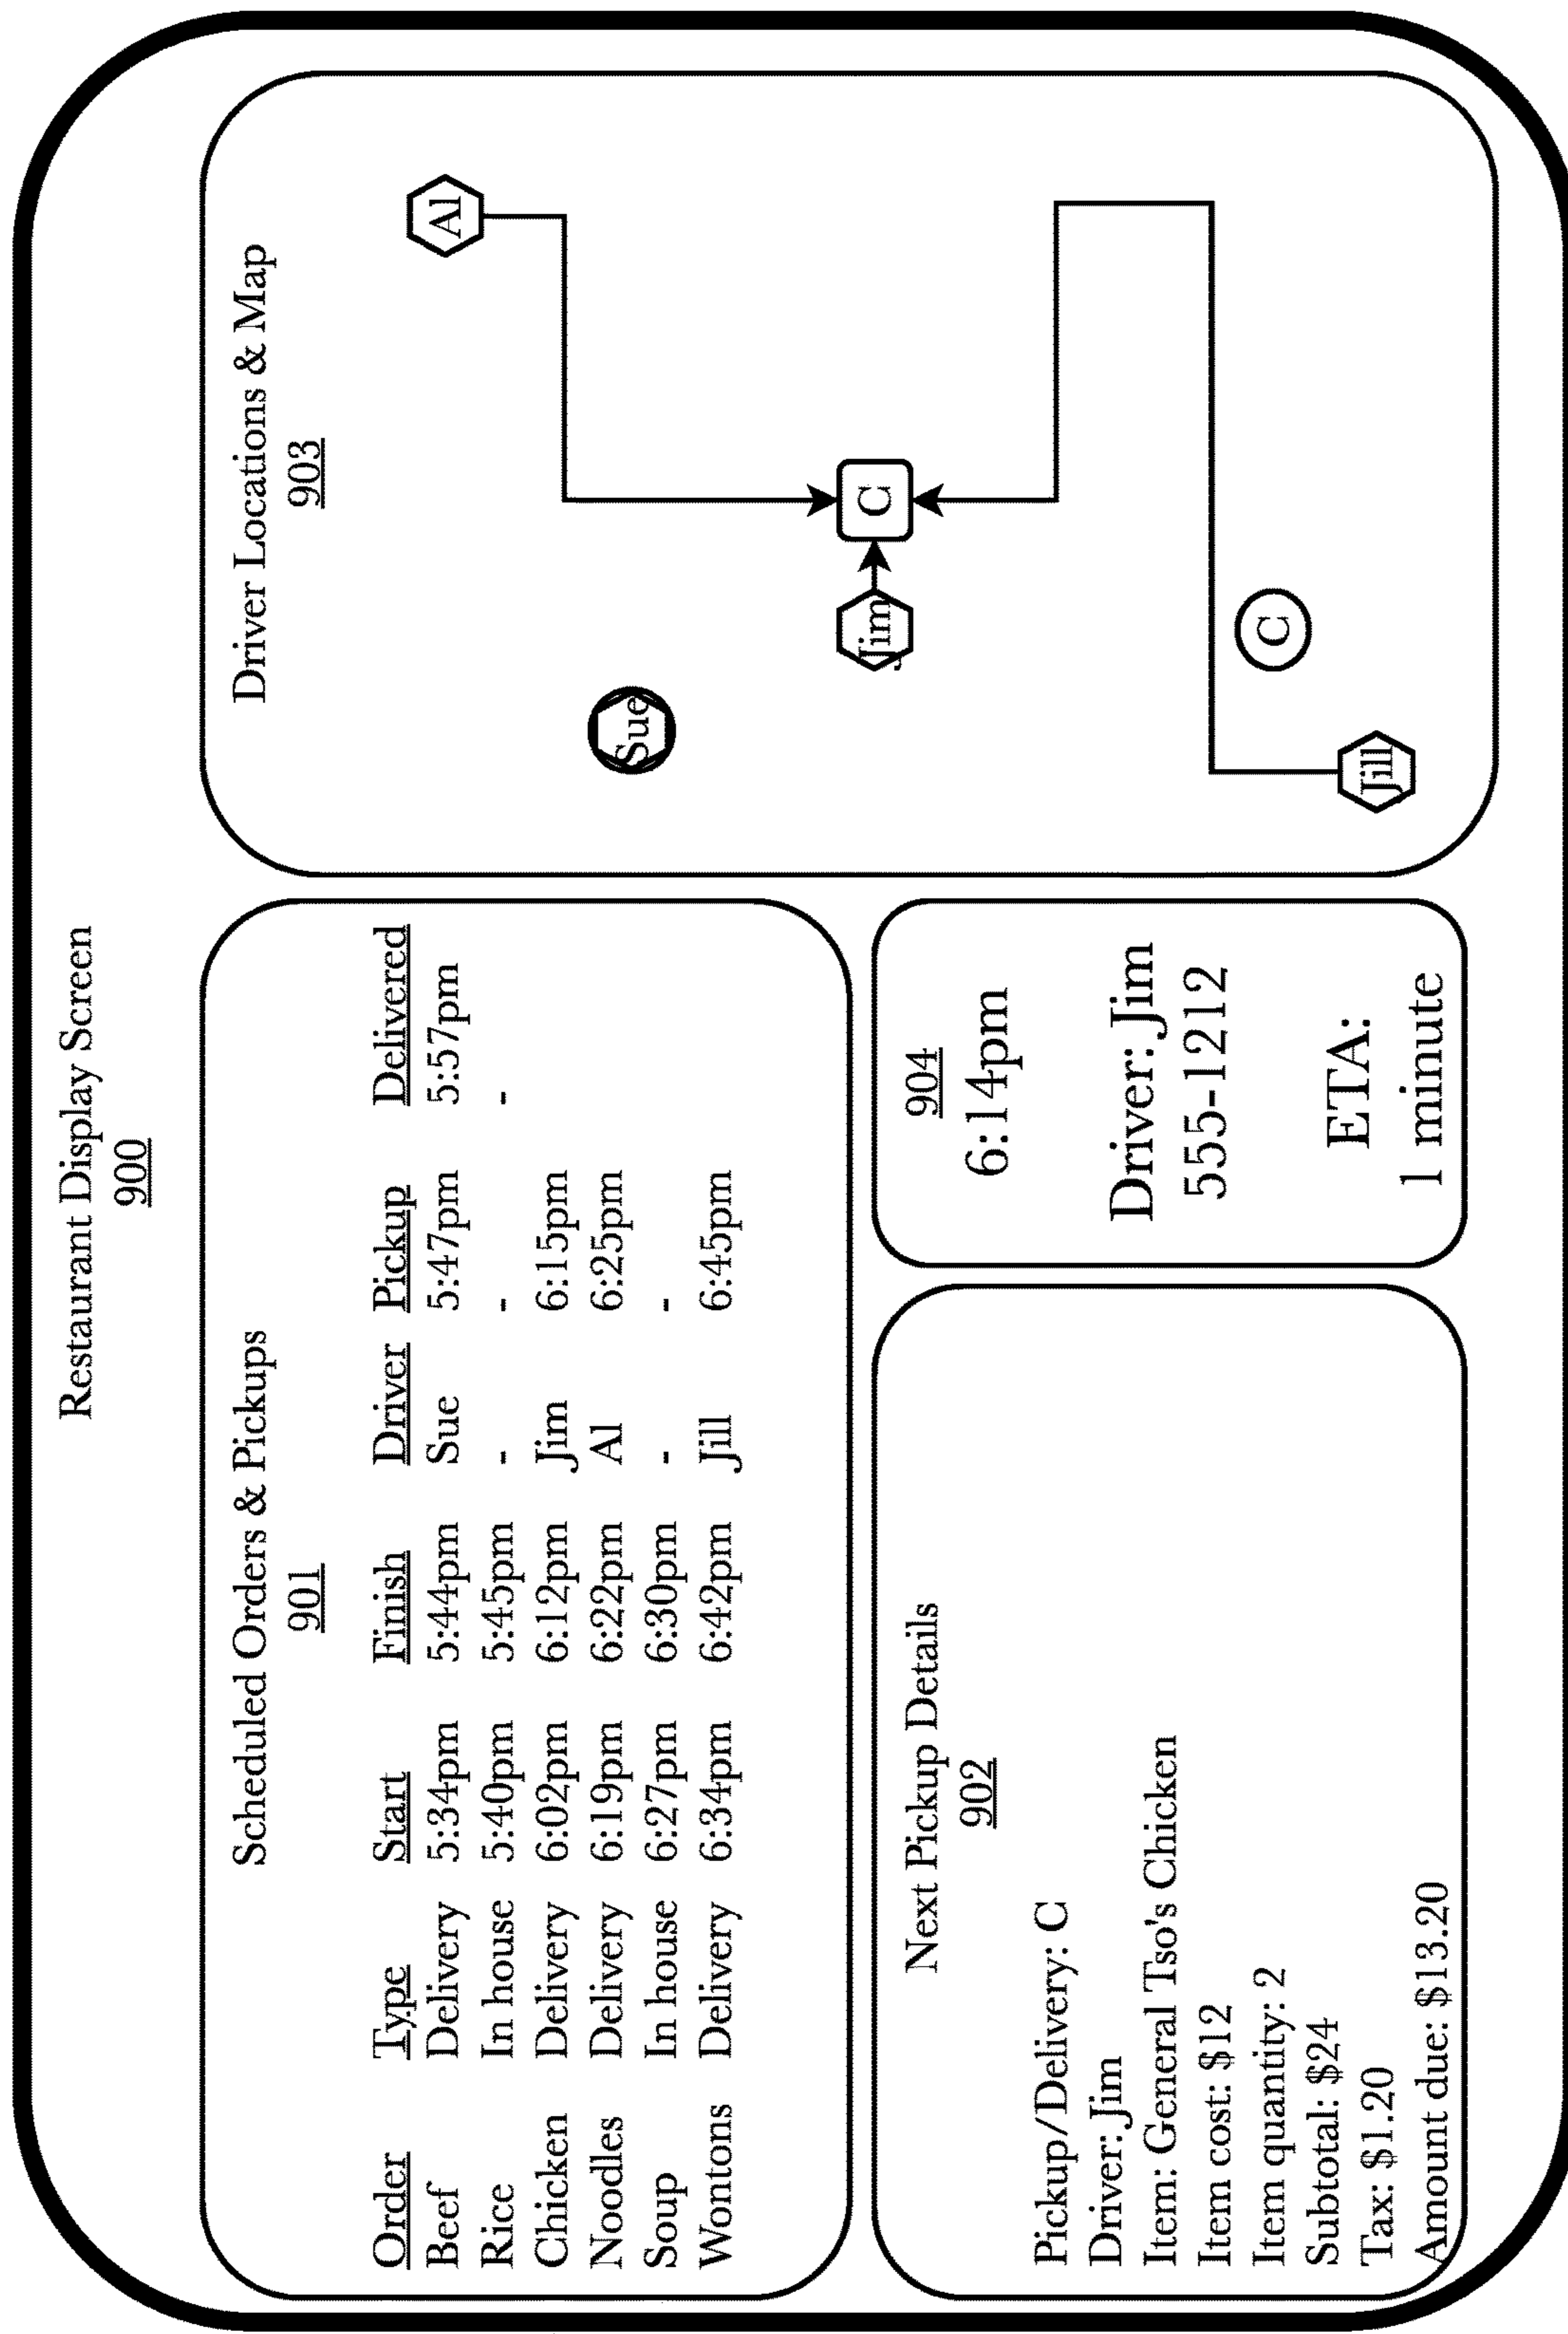 Restaurant Display Screen
900
Scheduled Orders & Pickups
901
Order Type Start Finish Driver Pickup Delivered
Beef Delivery 5:34pm 5:44pm Sue 5:47pm 5:57pm
Rice In house 5:40pm 5:45pm - - -
Chicken Delivery 6:02pm 6:12pm Jim 6:15pm
Noodles Delivery 6:19pm 6:22pm Al 6:25pm
Soup In house 6:27pm 6:30pm - -
Wontons Delivery 6:34pm 6:42pm Jill 6:45pm
Driver Locations & Map
903
Al
Sue
Jim
C
C
Jill
Next Pickup Details
902
Pickup/Delivery: C
Driver: Jim
Item: General Tso's Chicken
Item cost: $12
Item quantity: 2
Subtotal: $24
Tax: $1.20
Amount due: $13.20
904
6:14pm
Driver: Jim
555-1212
ETA:
1 minute